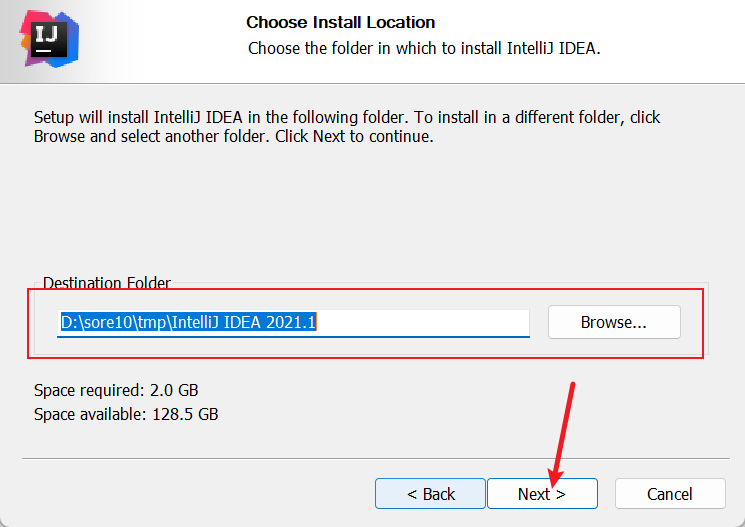 IJ
Choose Install Location
Choose the folder in which to install IntelliJ IDEA.
Setup will install IntelliJ IDEA in the following folder. To install in a different folder, click
Browse and select another folder. Click Next to continue.
Destination Folder
D:\sore10\tmp\IntelliJ IDEA 2021.1
Browse...
Space required: 2.0 GB
Space available: 128.5 GB
< Back
Next >
Cancel